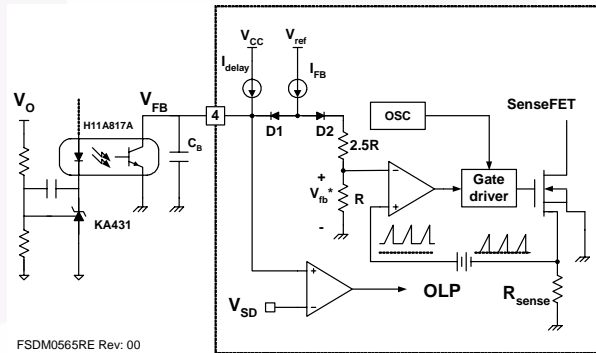 V_CC V_ref
I_delay I_FB
V_O V_FB
H11A817A 4
OSC SenseFET
D1 D2
C_B 2.5R
+
V_fb* R
-
- Gate
+ driver
KA431
+
V_SD -
OLP
R_sense
FSDM0565RE Rev: 00